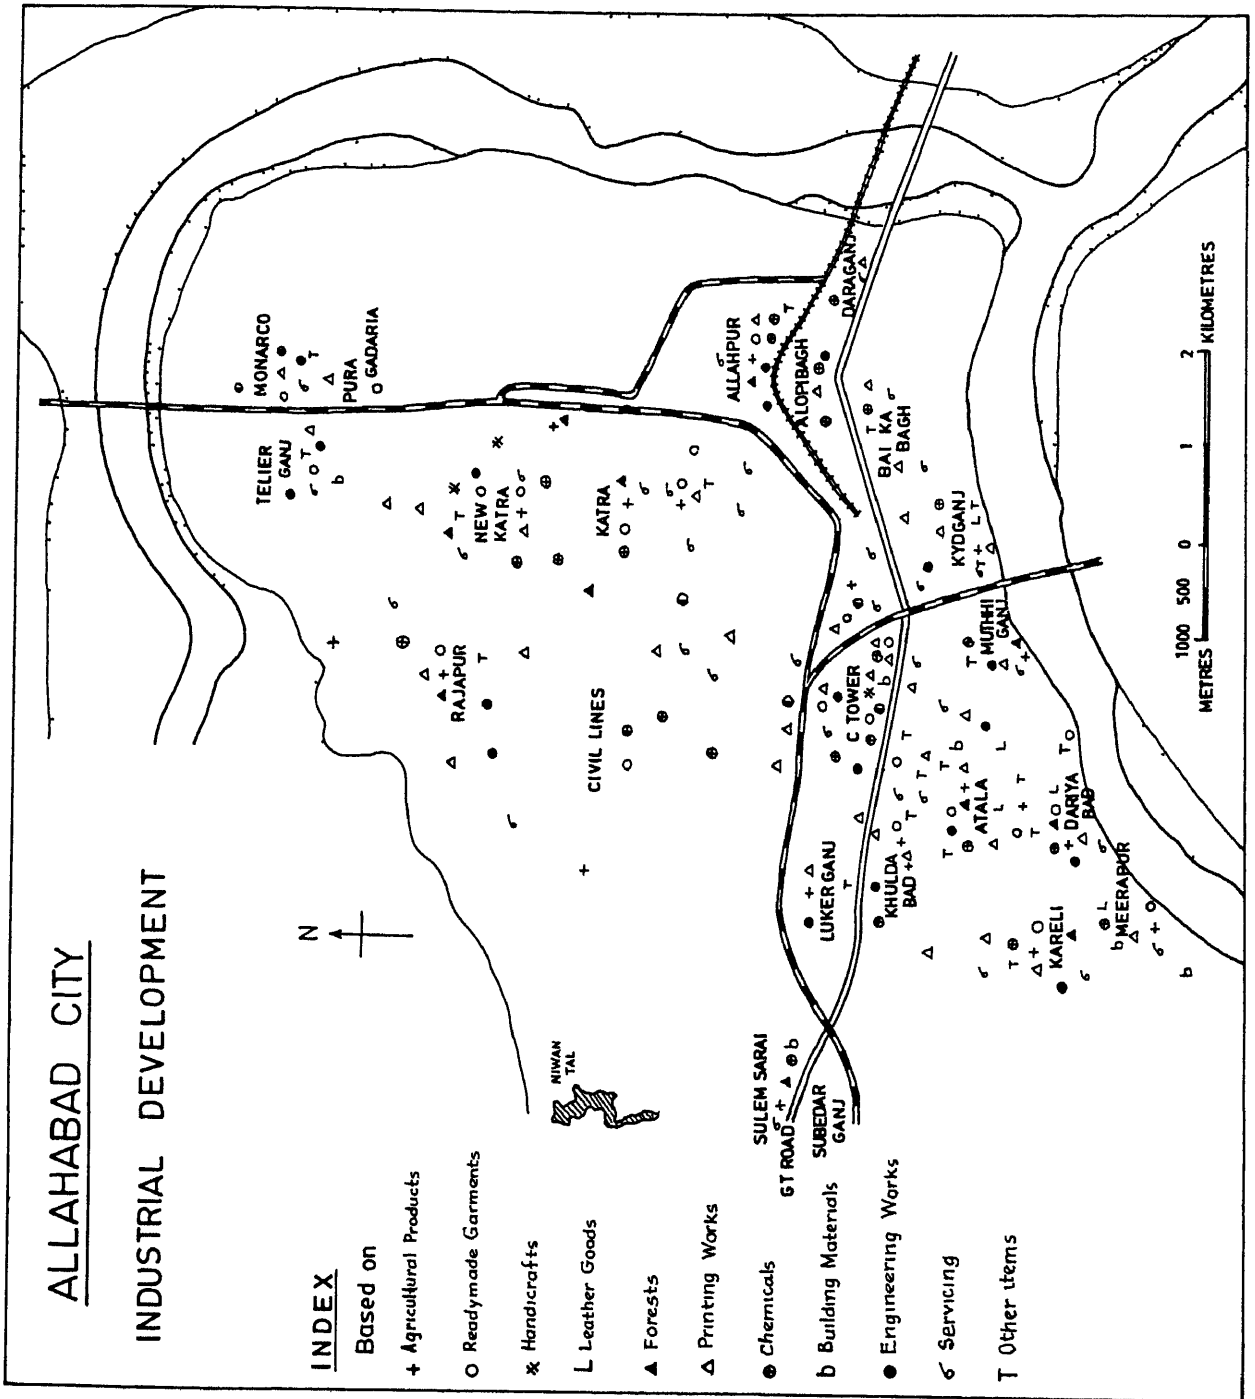 ALLAHABAD CITY
INDUSTRIAL DEVELOPMENT
N
INDEX
Based on
+ Agricultural Products
O Readymade Garments
* Handicrafts
L Leather Goods
▲ Forests
△ Printing Works
⊕ Chemicals
b Building Materials
● Engineering Works
σ Servicing
T Other items
TELIER
GANJ
MONARCO
PURA
GADARIA
RAJAPUR
NEW
KATRA
KATRA
CIVIL LINES
NIWAN
TAL
ALLAHPUR
ALOPIBAGH
DARAGANJ
BAI KA
BAGH
KYDGANJ
MUTHHI
GANJ
C TOWER
LUKERGANJ
KHULDA
BAD
SULEM SARAI
GT ROAD
SUBEDAR
GANJ
ATALA
DARIYA
BAD
KARELI
MEERAPUR
METRES 1000 500 0 1 2 KILOMETRES